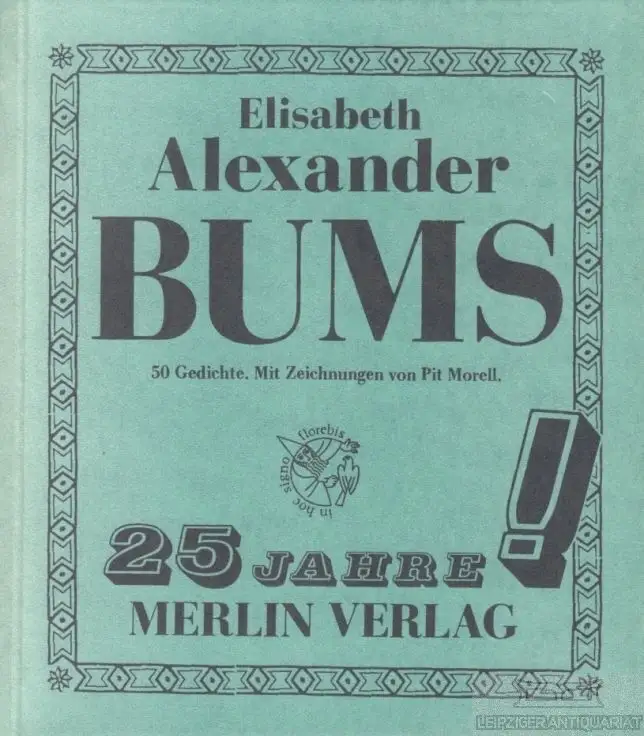 Elisabeth
Alexander
BUMS
50 Gedichte. Mit Zeichnungen von Pit Morell.
in hoc signo florebis
25 JAHRE!
MERLIN VERLAG
LEIPZIGER ANTIQUARIAT